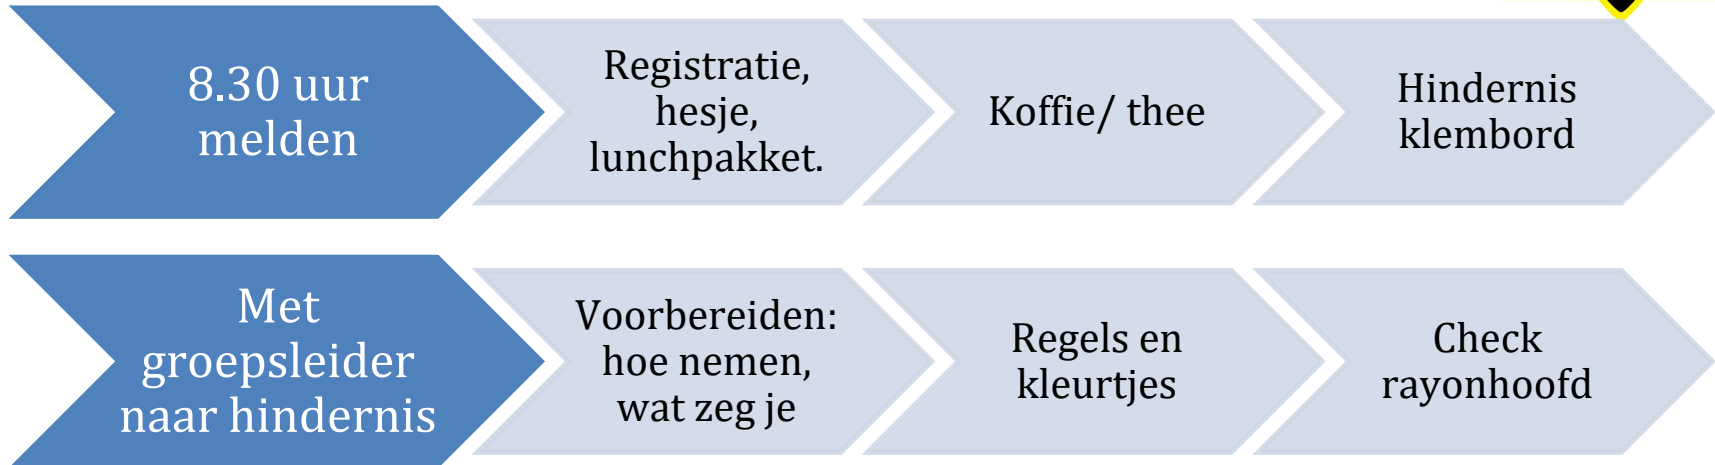 8.30 uur
melden
Registratie,
hesje,
lunchpakket.
Koffie/ thee
Hindernis
klembord
Met
groepsleider
naar hindernis
Voorbereiden:
hoe nemen,
wat zeg je
Regels en
kleurtjes
Check
rayonhoofd